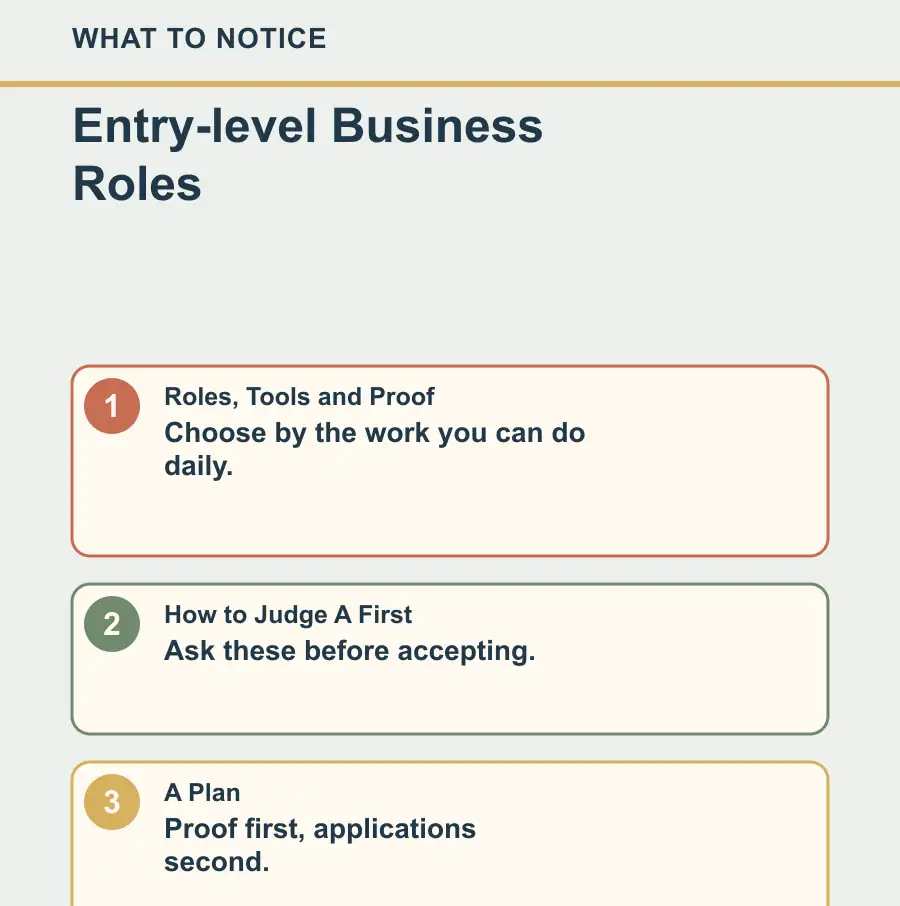 WHAT TO NOTICE
Entry-level Business
Roles
1
Roles, Tools and Proof
Choose by the work you can do
daily.
2
How to Judge A First
Ask these before accepting.
3
A Plan
Proof first, applications
second.